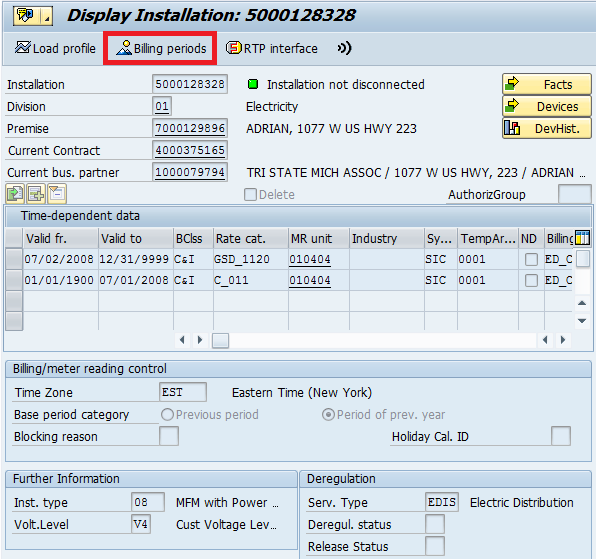 Display Installation: 5000128328
Load profile Billing periods RTP interface
Installation 5000128328 Installation not disconnected Facts
Division 01 Electricity Devices
Premise 7000129896 ADRIAN, 1077 W US HWY 223 DevHist.
Current Contract 4000375165
Current bus. partner 1000079794 TRI STATE MICH ASSOC / 1077 W US HWY, 223 / ADRIAN ...
Delete AuthorizGroup
Time-dependent data
Valid fr. Valid to BClss Rate cat. MR unit Industry Sy... TempAr... ND Billing
07/02/2008 12/31/9999 C&I GSD_1120 010404 SIC 0001 ED_C
01/01/1900 07/01/2008 C&I C_011 010404 SIC 0001 ED_C
Billing/meter reading control
Time Zone EST Eastern Time (New York)
Base period category Previous period Period of prev. year
Blocking reason Holiday Cal. ID
Further Information Deregulation
Inst. type 08 MFM with Power ... Serv. Type EDIS Electric Distribution
Volt.Level V4 Cust Voltage Lev... Deregul. status
Release Status